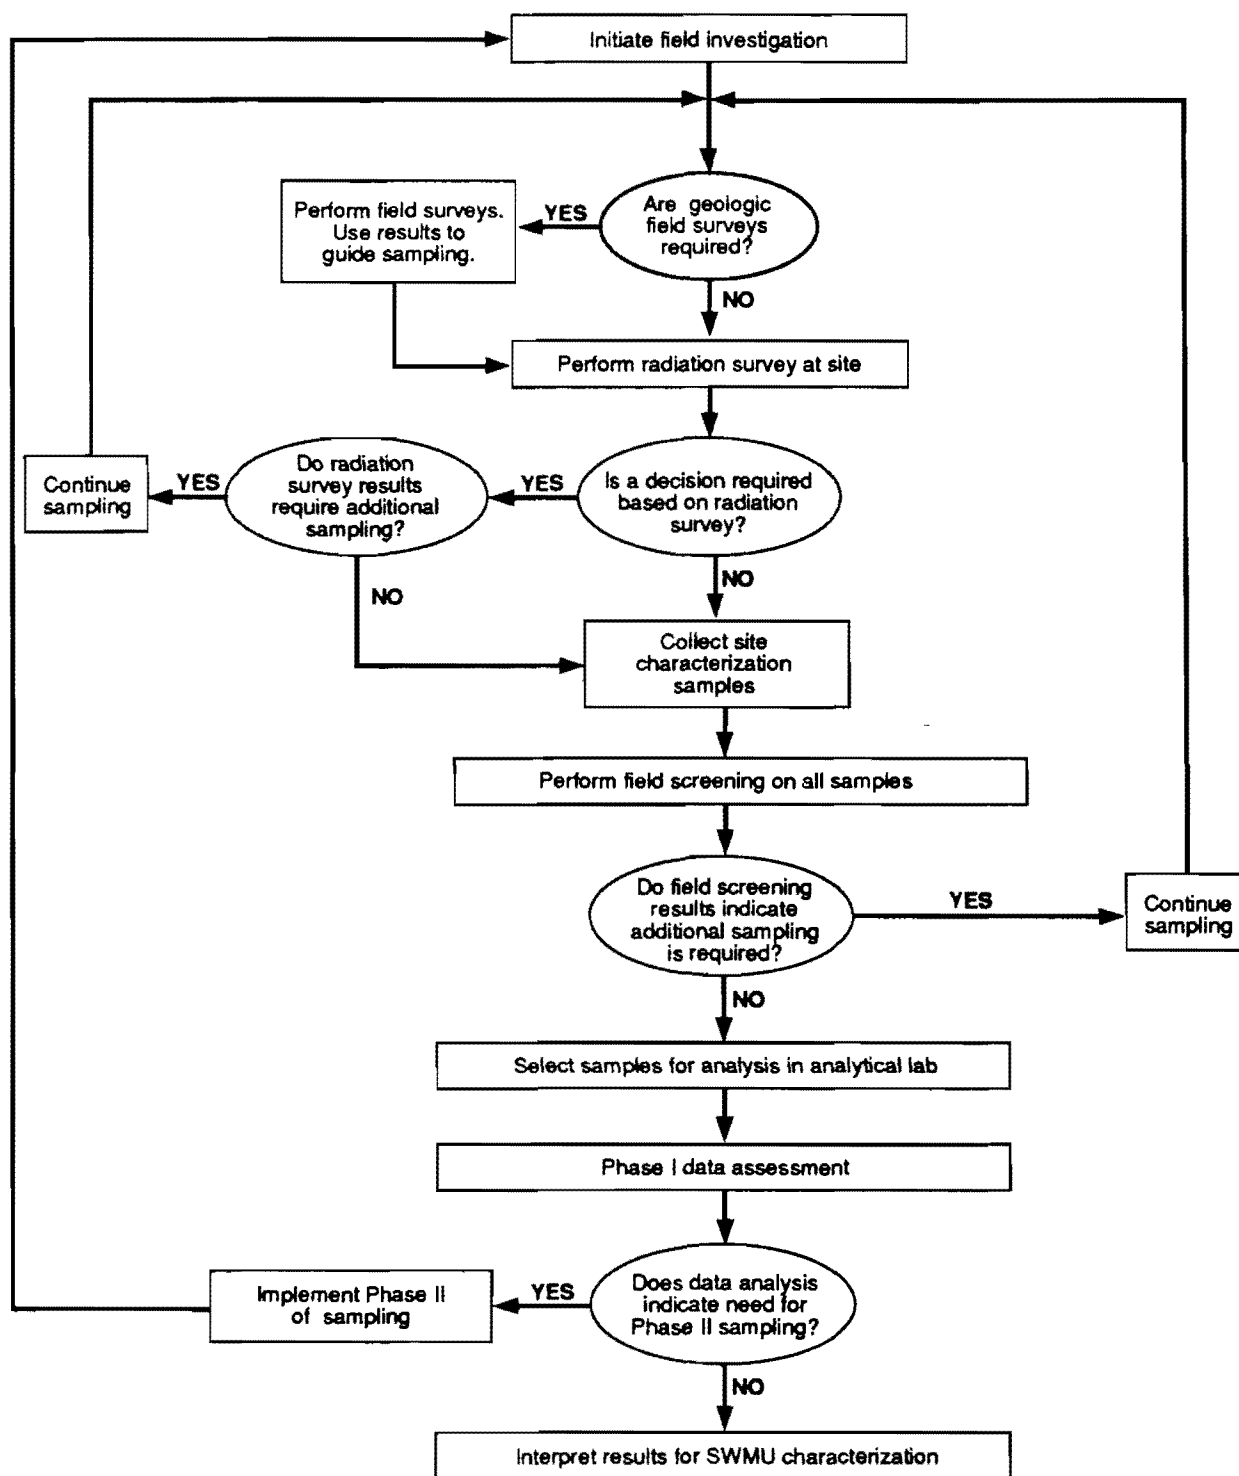 Initiate field investigation
Are geologic
field surveys
required?
YES
Perform field surveys.
Use results to
guide sampling.
NO
Perform radiation survey at site
Is a decision required
based on radiation
survey?
YES
Do radiation
survey results
require additional
sampling?
YES
Continue
sampling
NO
NO
Collect site
characterization
samples
Perform field screening on all samples
Do field screening
results indicate
additional sampling
is required?
YES
Continue
sampling
NO
Select samples for analysis in analytical lab
Phase I data assessment
Does data analysis
indicate need for
Phase II sampling?
YES
Implement Phase II
of sampling
NO
Interpret results for SWMU characterization